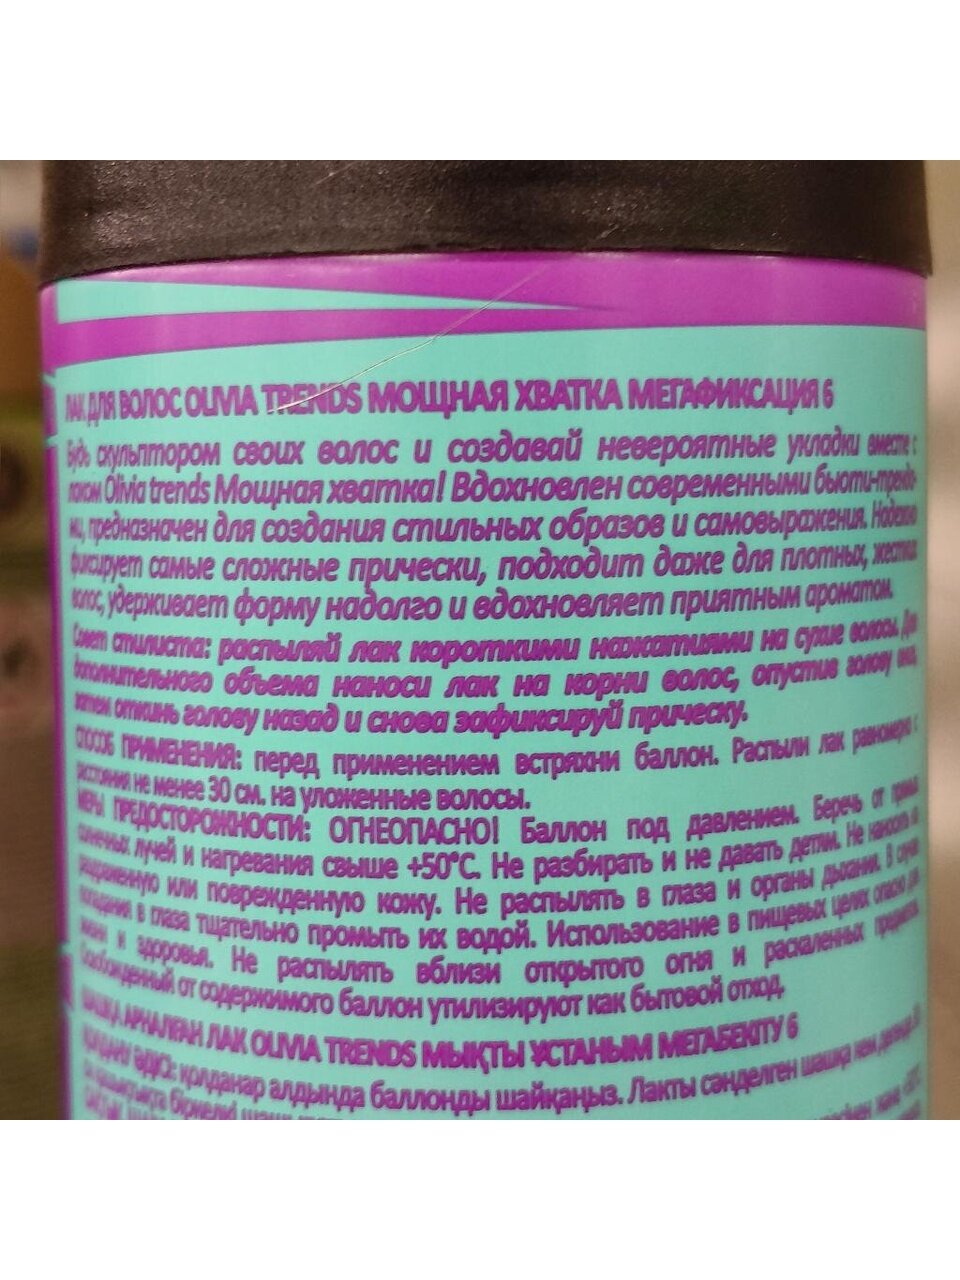 ЛАК ДЛЯ ВОЛОС OLIVIA TRENDS МОЩНАЯ ХВАТКА МЕГАФИКСАЦИЯ 6
Будь скульптором своих волос и создавай невероятные укладки вместе с
лаком Olivia trends Мощная хватка! Вдохновлен современными бьюти-тренда-
ми, предназначен для создания стильных образов и самовыражения. Надежно
фиксирует самые сложные прически, подходит даже для плотных, жестких
волос, удерживает форму надолго и вдохновляет приятным ароматом.
Совет стилиста: распыляй лак короткими нажатиями на сухие волосы. Для
дополнительного объема наноси лак на корни волос, опустив голову вниз,
затем откинь голову назад и снова зафиксируй прическу.
СПОСОБ ПРИМЕНЕНИЯ: перед применением встряхни баллон. Распыли лак равномерно с
расстояния не менее 30 см. на уложенные волосы.
МЕРЫ ПРЕДОСТОРОЖНОСТИ: ОГНЕОПАСНО! Баллон под давлением. Беречь от прямых
солнечных лучей и нагревания свыше +50°С. Не разбирать и не давать детям. Не наносить на
раздраженную или поврежденную кожу. Не распылять в глаза и органы дыхания. В случае
попадания в глаза тщательно промыть их водой. Использование в пищевых целях опасно для
жизни и здоровья. Не распылять вблизи открытого огня и раскаленных предметов.
Освобожденный от содержимого баллон утилизируют как бытовой отход.
ШАШҚА АРНАЛҒАН ЛАК OLIVIA TRENDS МЫҚТЫ ҰСТАНЫМ МЕГАБЕКІТУ 6
ҚОЛДАНУ ӘДІСІ: қолданар алдында баллонды шайқаңыз. Лакты сәнделген шашқа кем дегенде 30